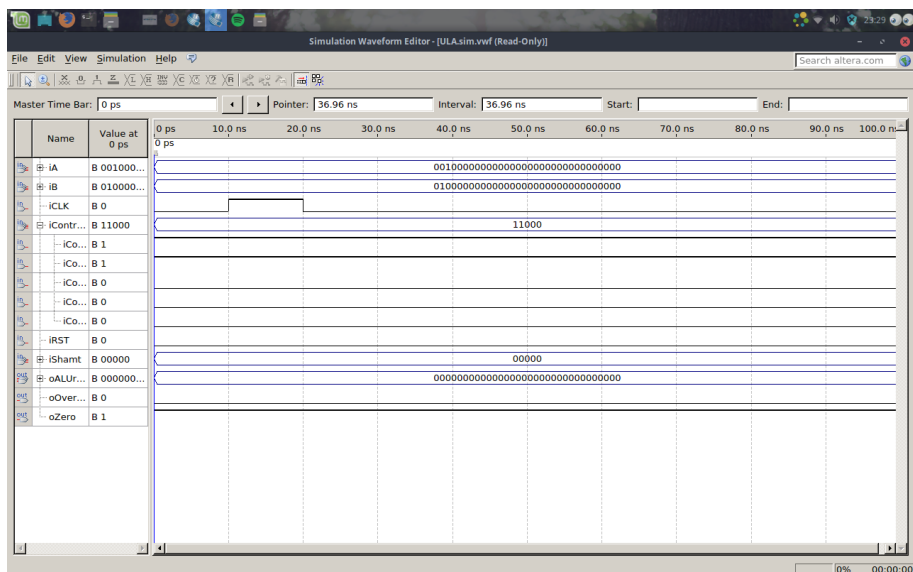 23:29
Simulation Waveform Editor - [ULA.sim.vwf (Read-Only)]
File Edit View Simulation Help
Search altera.com
Master Time Bar: 0 ps Pointer: 36.96 ns Interval: 36.96 ns Start: End:
Name Value at 0 ps
0 ps 10.0 ns 20.0 ns 30.0 ns 40.0 ns 50.0 ns 60.0 ns 70.0 ns 80.0 ns 90.0 ns 100.0 ns
0 ps
iA B 001000... 00100000000000000000000000000000
iB B 010000... 01000000000000000000000000000000
iCLK B 0
iContr... B 11000 11000
iCo... B 1
iCo... B 1
iCo... B 0
iCo... B 0
iCo... B 0
iRST B 0
iShamt B 00000 00000
oALUr... B 000000... 00000000000000000000000000000000
oOver... B 0
oZero B 1
0% 00:00:00